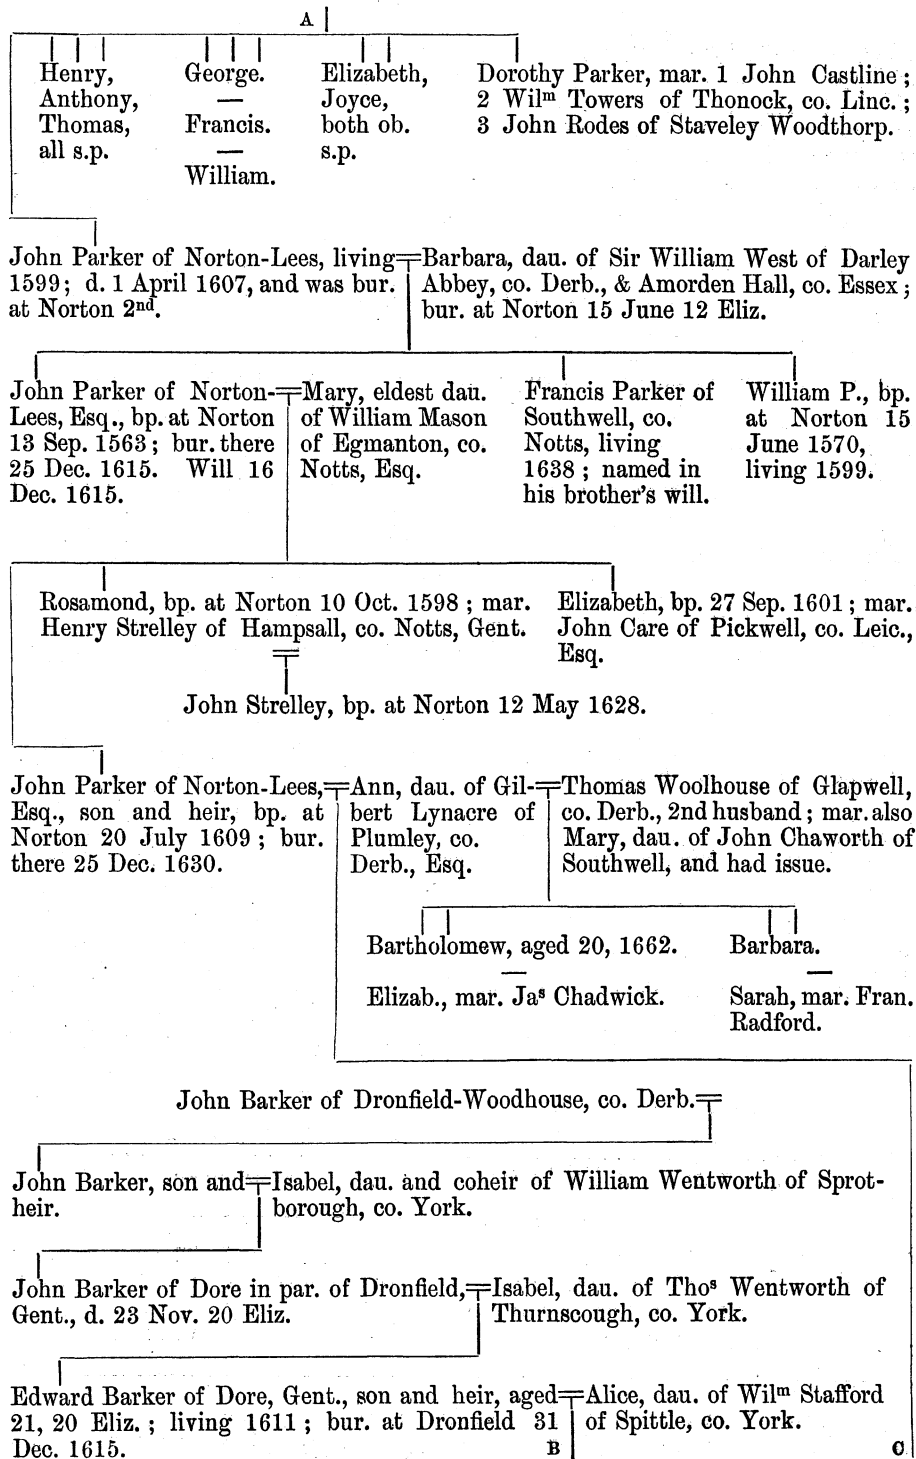 A
Henry,
Anthony,
Thomas,
all s.p.
George.
—
Francis.
—
William.
Elizabeth,
Joyce,
both ob.
s.p.
Dorothy Parker, mar. 1 John Castline ;
2 Wilᵐ Towers of Thonock, co. Linc. ;
3 John Rodes of Staveley Woodthorp.
John Parker of Norton-Lees, living
1599 ; d. 1 April 1607, and was bur.
at Norton 2ⁿᵈ.
Barbara, dau. of Sir William West of Darley
Abbey, co. Derb., & Amorden Hall, co. Essex ;
bur. at Norton 15 June 12 Eliz.
John Parker of Norton-
Lees, Esq., bp. at Norton
13 Sep. 1563 ; bur. there
25 Dec. 1615. Will 16
Dec. 1615.
Mary, eldest dau.
of William Mason
of Egmanton, co.
Notts, Esq.
Francis Parker of
Southwell, co.
Notts, living
1638 ; named in
his brother's will.
William P., bp.
at Norton 15
June 1570,
living 1599.
Rosamond, bp. at Norton 10 Oct. 1598 ; mar.
Henry Strelley of Hampsall, co. Notts, Gent.
Elizabeth, bp. 27 Sep. 1601 ; mar.
John Care of Pickwell, co. Leic.,
Esq.
John Strelley, bp. at Norton 12 May 1628.
John Parker of Norton-Lees,
Esq., son and heir, bp. at
Norton 20 July 1609 ; bur.
there 25 Dec. 1630.
Ann, dau. of Gil-
bert Lynacre of
Plumley, co.
Derb., Esq.
Thomas Woolhouse of Glapwell,
co. Derb., 2nd husband ; mar. also
Mary, dau. of John Chaworth of
Southwell, and had issue.
Bartholomew, aged 20, 1662.
—
Elizab., mar. Jaˢ Chadwick.
Barbara.
—
Sarah, mar. Fran.
Radford.
John Barker of Dronfield-Woodhouse, co. Derb.
John Barker, son and
heir.
Isabel, dau. and coheir of William Wentworth of Sprot-
borough, co. York.
John Barker of Dore in par. of Dronfield,
Gent., d. 23 Nov. 20 Eliz.
Isabel, dau. of Thoˢ Wentworth of
Thurnscough, co. York.
Edward Barker of Dore, Gent., son and heir, aged
21, 20 Eliz. ; living 1611 ; bur. at Dronfield 31
Dec. 1615.
Alice, dau. of Wilᵐ Stafford
of Spittle, co. York.
B
C